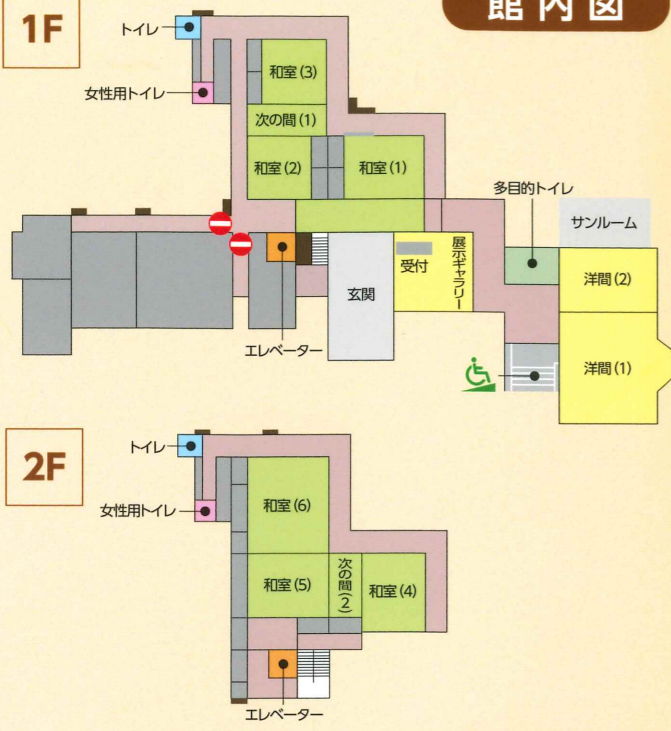 館内図
1F
トイレ
女性用トイレ
和室(3)
次の間(1)
和室(2)
和室(1)
多目的トイレ
サンルーム
洋間(2)
洋間(1)
展示ギャラリー
受付
玄関
エレベーター
2F
トイレ
女性用トイレ
和室(6)
和室(5)
次の間(2)
和室(4)
エレベーター